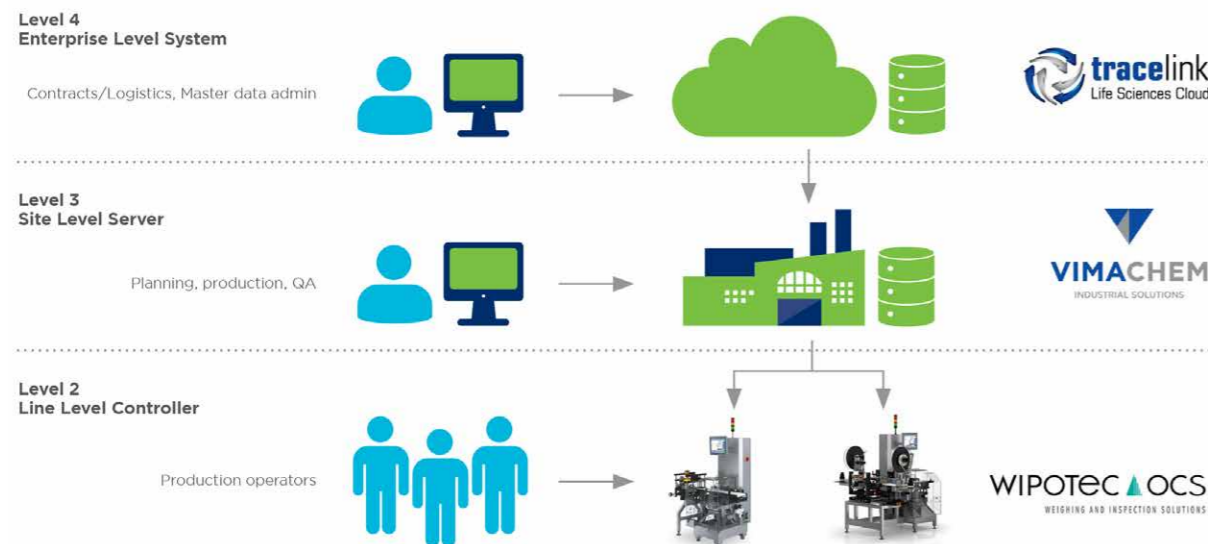 Level 4
Enterprise Level System
Contracts/Logistics, Master data admin
tracelink
Life Sciences Cloud
Level 3
Site Level Server
Planning, production, QA
VIMACHEM
INDUSTRIAL SOLUTIONS
Level 2
Line Level Controller
Production operators
WIPOTEC OCS
WEIGHING AND INSPECTION SOLUTIONS